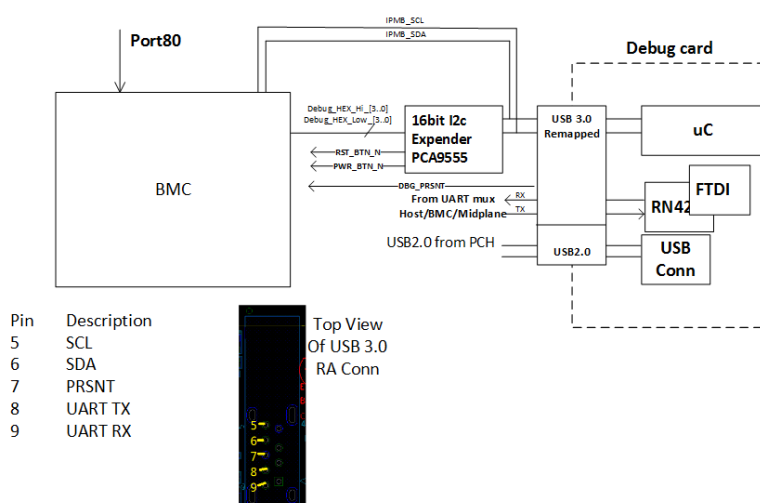 IPMB_SCL
IPMB_SDA
Port80
Debug card
Debug_HEX_Hi_[3..0]
Debug_HEX_Low_[3..0]
16bit I2c
Expender
PCA9555
USB 3.0
Remapped
uC
BMC
RST_BTN_N
PWR_BTN_N
DBG_PRSNT
From UART mux
Host/BMC/Midplane
RX
TX
FTDI
RN42
USB2.0 from PCH
USB2.0
USB
Conn
Pin Description
5 SCL
6 SDA
7 PRSNT
8 UART TX
9 UART RX
Top View
Of USB 3.0
RA Conn
5
6
7
8
9